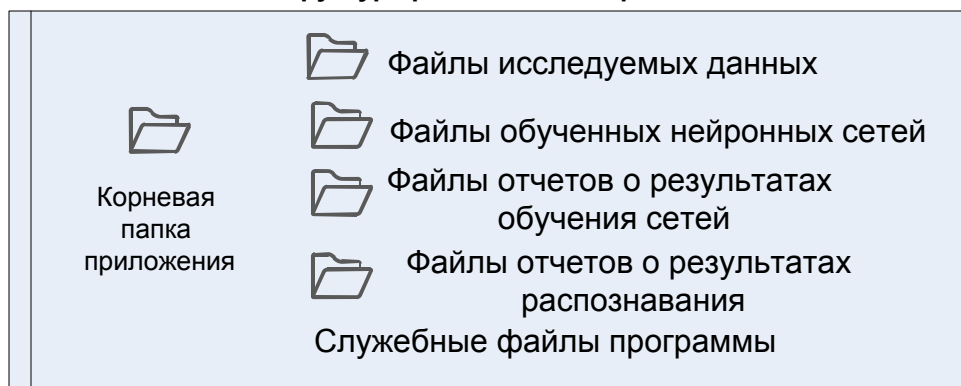 Корневая
папка
приложения
Файлы исследуемых данных
Файлы обученных нейронных сетей
Файлы отчетов о результатах
обучения сетей
Файлы отчетов о результатах
распознавания
Служебные файлы программы